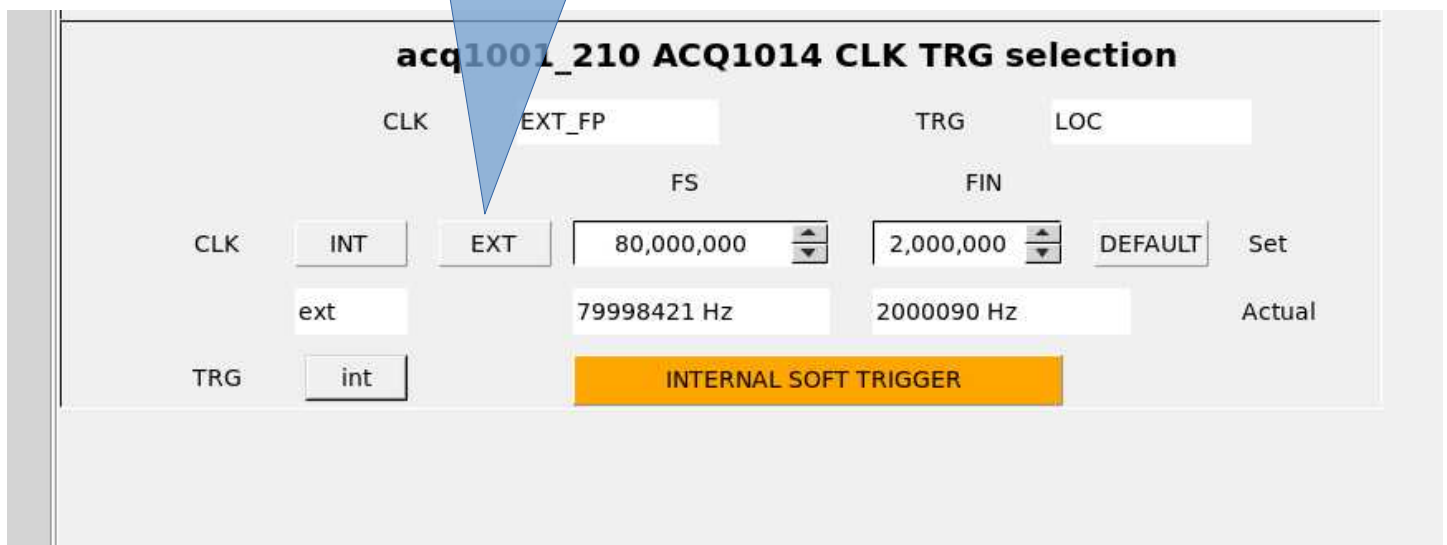 acq1001_210 ACQ1014 CLK TRG selection
CLK EXT_FP TRG LOC
FS FIN
CLK INT EXT 80,000,000 2,000,000 DEFAULT Set
ext 79998421 Hz 2000090 Hz Actual
TRG int INTERNAL SOFT TRIGGER